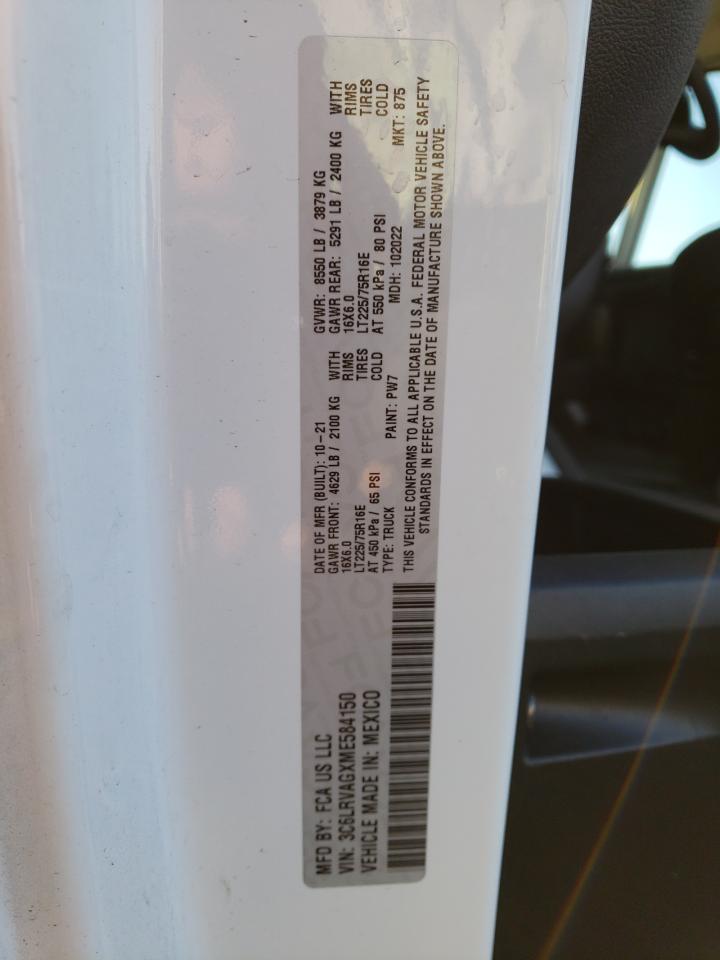 MFD BY: FCA US LLC
VIN: 3C6LRVAGXME584150
VEHICLE MADE IN: MEXICO
DATE OF MFR (BUILT): 10-21 GVWR: 8550 LB / 3879 KG
GAWR FRONT: 4629 LB / 2100 KG WITH GAWR REAR: 5291 LB / 2400 KG WITH
16X6.0 RIMS 16X6.0 RIMS
LT225/75R16E TIRES LT225/75R16E TIRES
AT 450 kPa / 65 PSI COLD AT 550 kPa / 80 PSI COLD
TYPE: TRUCK PAINT: PW7 MDH: 102022 MKT: 875
THIS VEHICLE CONFORMS TO ALL APPLICABLE U.S.A. FEDERAL MOTOR VEHICLE SAFETY
STANDARDS IN EFFECT ON THE DATE OF MANUFACTURE SHOWN ABOVE.